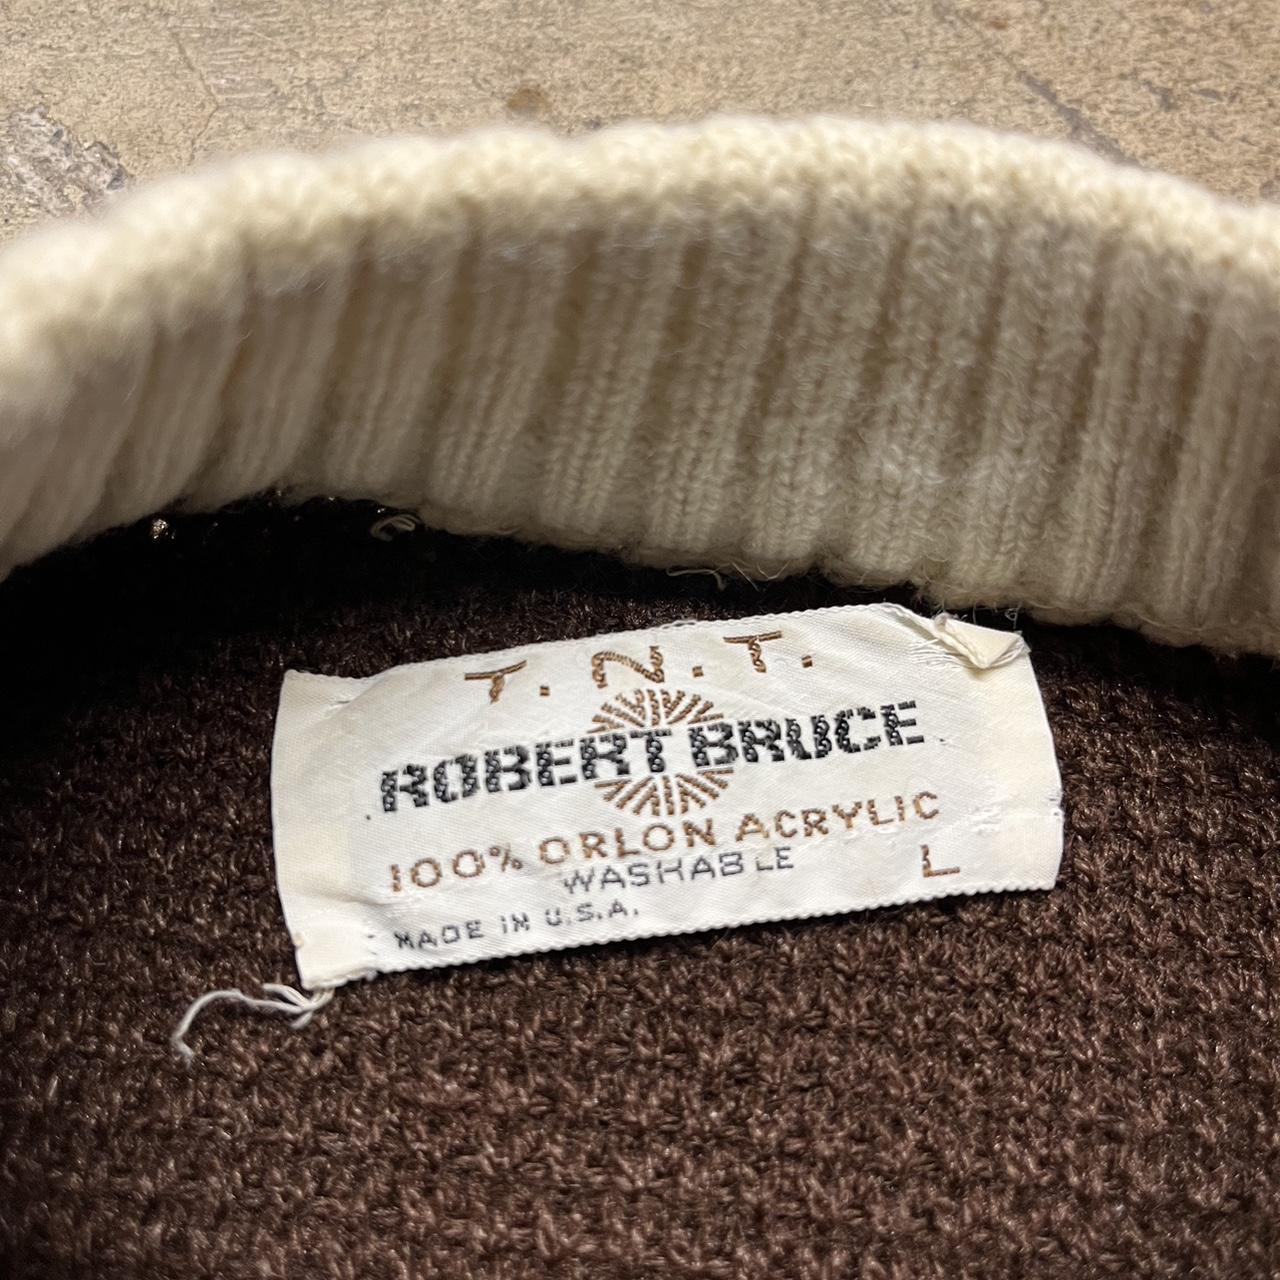 T.N.T.
ROBERT BRUCE
100% ORLON ACRYLIC
WASHABLE L
MADE IN U.S.A.